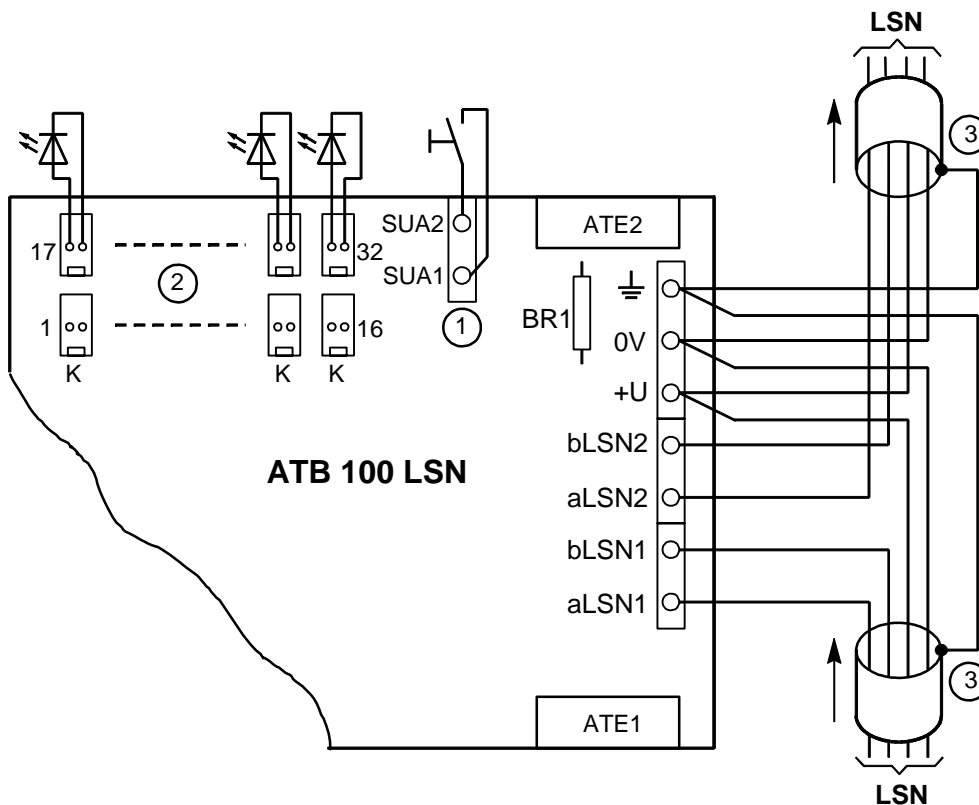 LSN
3
SUA2
ATE2
17
32
2
SUA1
1
BR1
1
16
0V
K K K
+U
bLSN2
ATB 100 LSN
aLSN2
bLSN1
aLSN1
3
ATE1
LSN